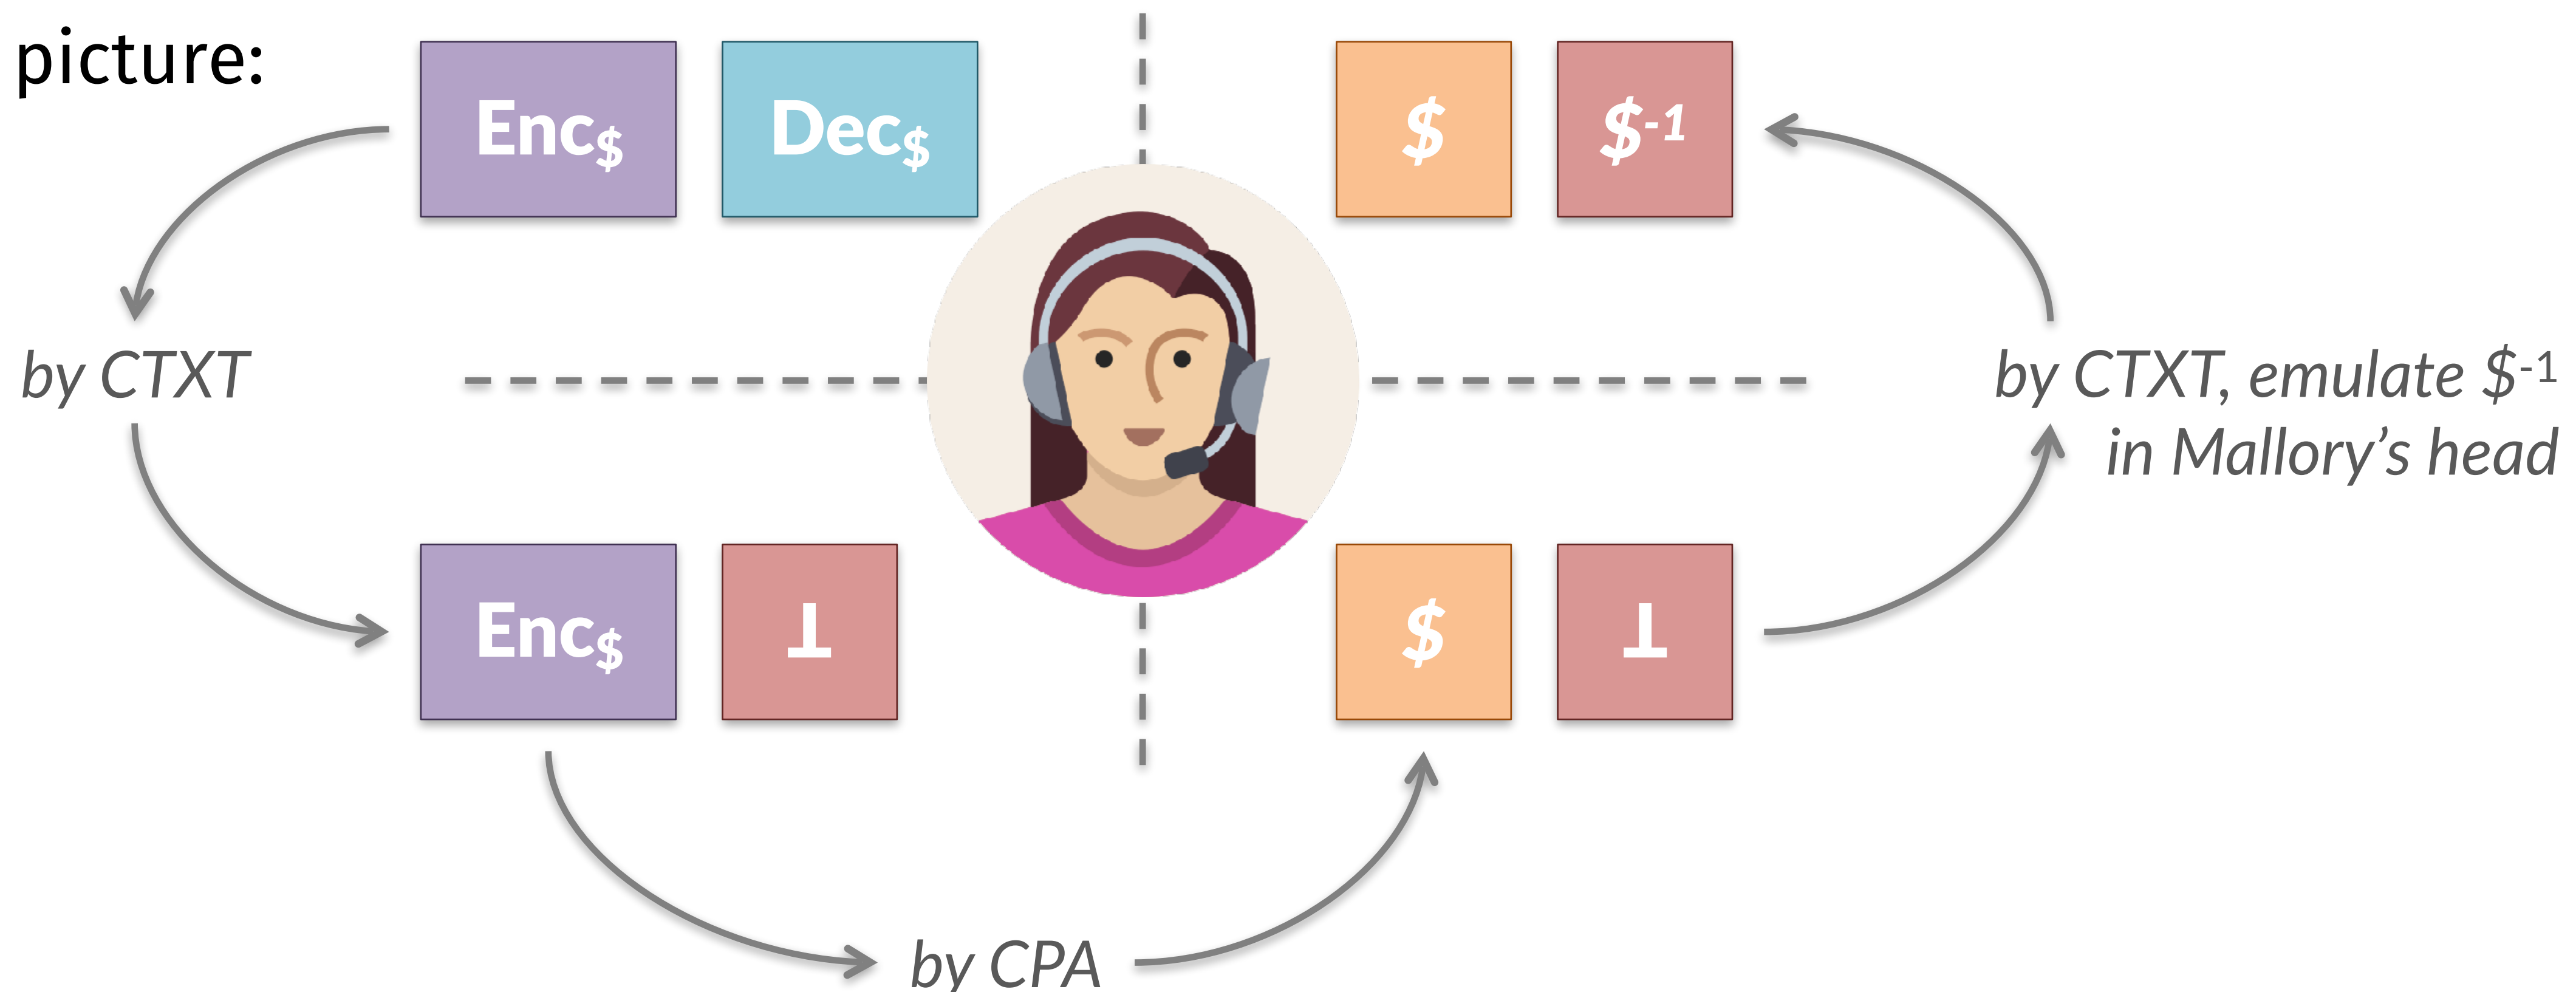 picture:
Enc$ Dec$ $ $-1
by CTXT
by CTXT, emulate $-1
in Mallory’s head
Enc$ ⊥ $ ⊥
by CPA